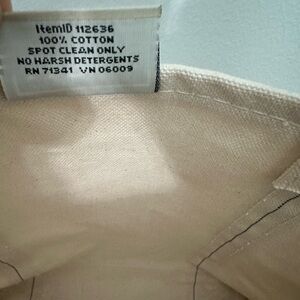 ItemID 112636
100% COTTON
SPOT CLEAN ONLY
NO HARSH DETERGENTS
RN 71341 VN 06009